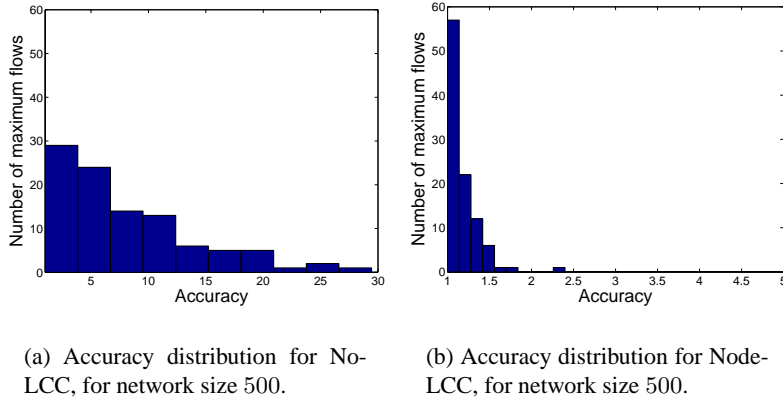 60
50
40
30
20
10
0
Number of maximum flows
5 10 15 20 25 30
Accuracy
60
50
40
30
20
10
0
Number of maximum flows
1 1.5 2 2.5 3 3.5 4 4.5 5
Accuracy
(a) Accuracy distribution for No-
LCC, for network size 500.
(b) Accuracy distribution for Node-
LCC, for network size 500.